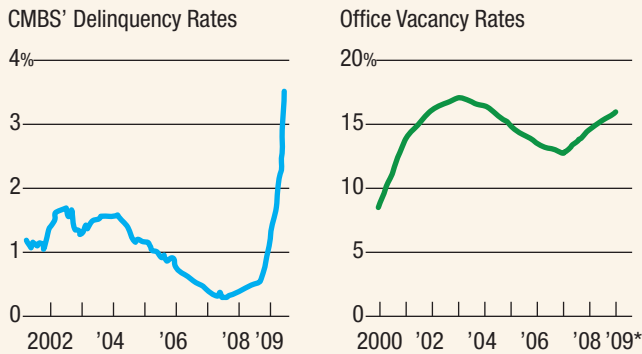 CMBS’ Delinquency Rates
4%
3
2
1
0
2002 ’04 ’06 ’08 ’09
Office Vacancy Rates
20%
15
10
5
0
2000 ’02 ’04 ’06 ’08 ’09*